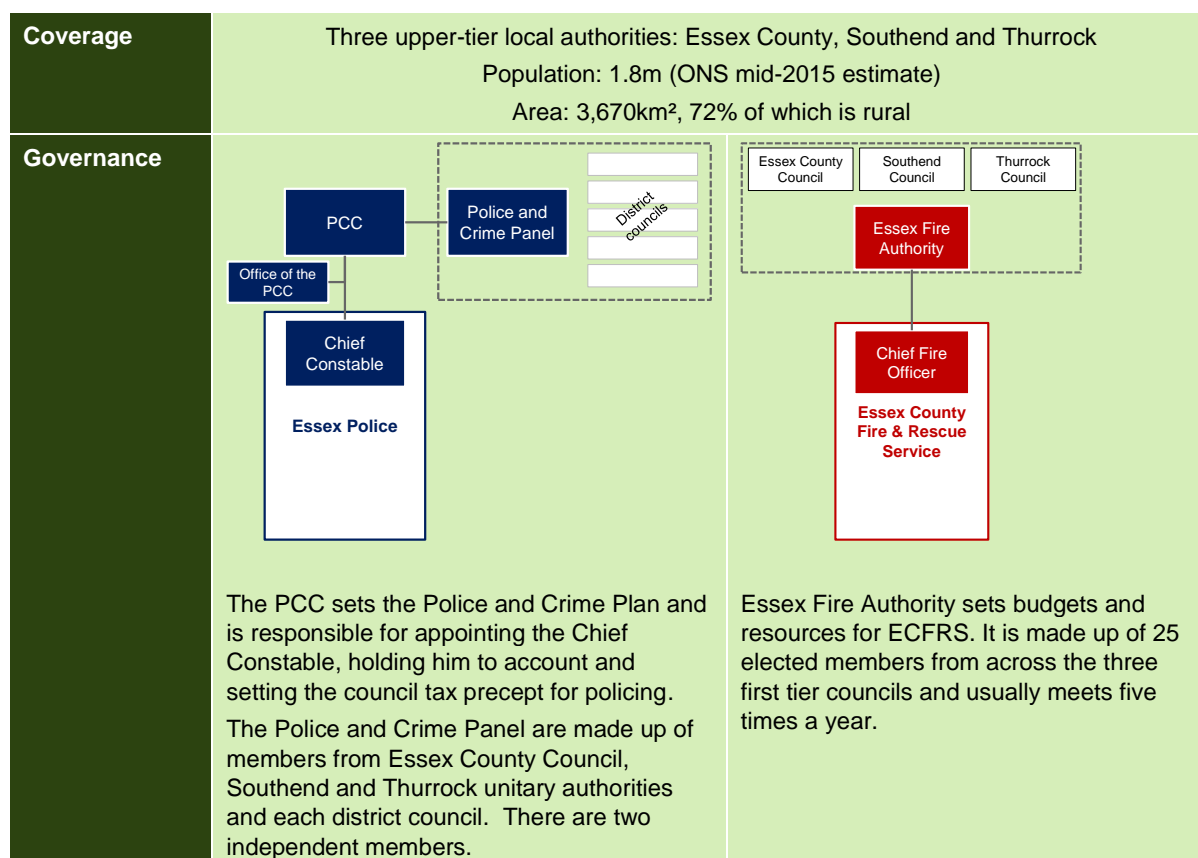 Coverage
Three upper-tier local authorities: Essex County, Southend and Thurrock
Population: 1.8m (ONS mid-2015 estimate)
Area: 3,670km², 72% of which is rural
Governance
PCC
Police and
Crime Panel
District
councils
Office of the
PCC
Chief
Constable
Essex Police
The PCC sets the Police and Crime Plan and
is responsible for appointing the Chief
Constable, holding him to account and
setting the council tax precept for policing.
The Police and Crime Panel are made up of
members from Essex County Council,
Southend and Thurrock unitary authorities
and each district council.  There are two
independent members.
Essex County
Council
Southend
Council
Thurrock
Council
Essex Fire
Authority
Chief Fire
Officer
Essex County
Fire & Rescue
Service
Essex Fire Authority sets budgets and
resources for ECFRS. It is made up of 25
elected members from across the three
first tier councils and usually meets five
times a year.